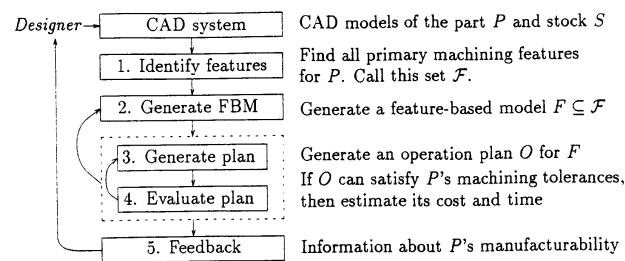 Designer
CAD system
CAD models of the part P and stock S
1. Identify features
Find all primary machining features
for P. Call this set ℱ.
2. Generate FBM
Generate a feature-based model F ⊆ ℱ
3. Generate plan
Generate an operation plan O for F
4. Evaluate plan
If O can satisfy P's machining tolerances,
then estimate its cost and time
5. Feedback
Information about P's manufacturability